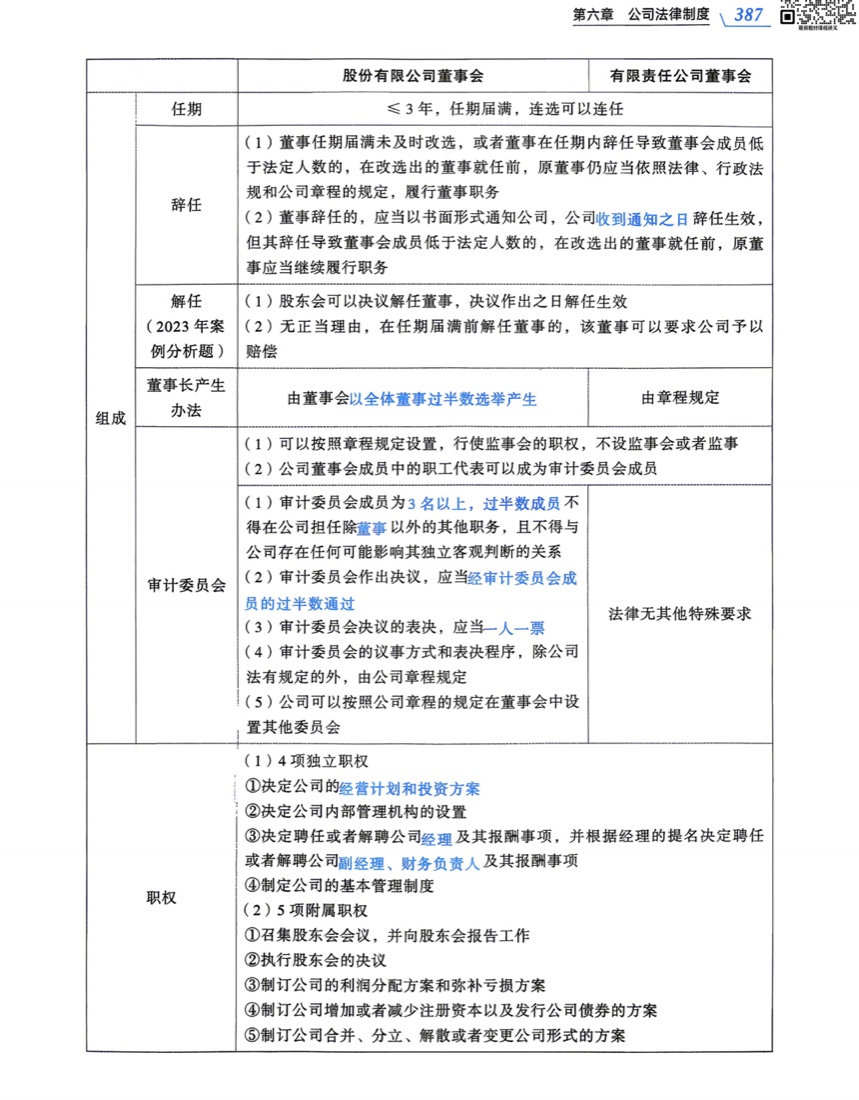 第六章 公司法律制度 387
股份有限公司董事会 有限责任公司董事会
任期 ≤3年，任期届满，连选可以连任
（1）董事任期届满未及时改选，或者董事在任期内辞任导致董事会成员低
于法定人数的，在改选出的董事就任前，原董事仍应当依照法律、行政法
规和公司章程的规定，履行董事职务
辞任
（2）董事辞任的，应当以书面形式通知公司，公司收到通知之日辞任生效，
但其辞任导致董事会成员低于法定人数的，在改选出的董事就任前，原董
事应当继续履行职务
解任
（2023年案
例分析题）
（1）股东会可以决议解任董事，决议作出之日解任生效
（2）无正当理由，在任期届满前解任董事的，该董事可以要求公司予以
赔偿
董事长产生
办法
由董事会以全体董事过半数选举产生 由章程规定
组成
（1）可以按照章程规定设置，行使监事会的职权，不设监事会或者监事
（2）公司董事会成员中的职工代表可以成为审计委员会成员
审计委员会
（1）审计委员会成员为3名以上，过半数成员不
得在公司担任除董事以外的其他职务，且不得与
公司存在任何可能影响其独立客观判断的关系
（2）审计委员会作出决议，应当经审计委员会成
员的过半数通过
（3）审计委员会决议的表决，应当一人一票
（4）审计委员会的议事方式和表决程序，除公司
法有规定的外，由公司章程规定
（5）公司可以按照公司章程的规定在董事会中设
置其他委员会
法律无其他特殊要求
职权
（1）4项独立职权
①决定公司的经营计划和投资方案
②决定公司内部管理机构的设置
③决定聘任或者解聘公司经理及其报酬事项，并根据经理的提名决定聘任
或者解聘公司副经理、财务负责人及其报酬事项
④制定公司的基本管理制度
（2）5项附属职权
①召集股东会会议，并向股东会报告工作
②执行股东会的决议
③制订公司的利润分配方案和弥补亏损方案
④制订公司增加或者减少注册资本以及发行公司债券的方案
⑤制订公司合并、分立、解散或者变更公司形式的方案